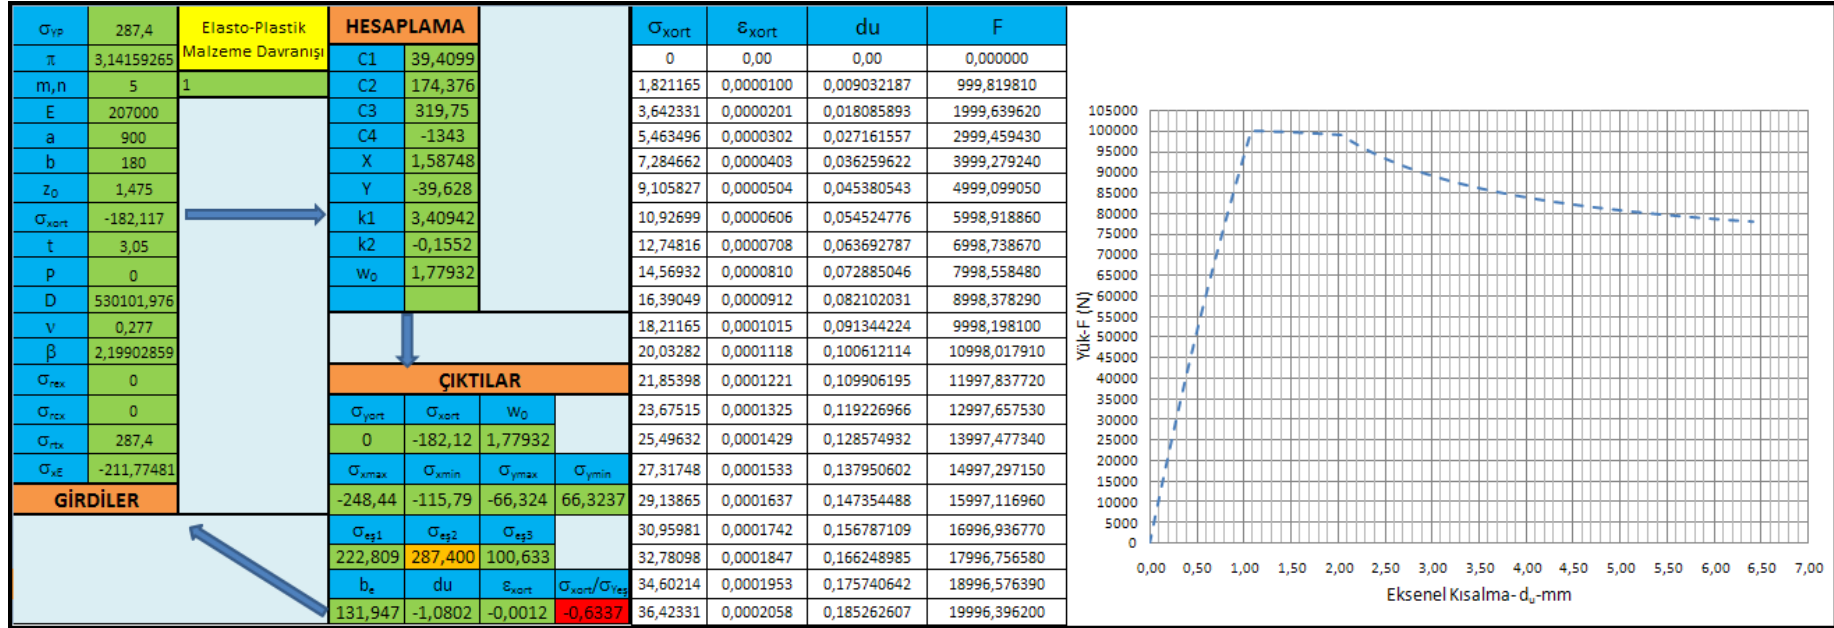 σYP 287,4
π 3,14159265
m,n 5
E 207000
a 900
b 180
z0 1,475
σxort -182,117
t 3,05
P 0
D 530101,976
ν 0,277
β 2,19902859
σrex 0
σrcx 0
σrtx 287,4
σxE -211,77481
GİRDİLER
Elasto-Plastik
Malzeme Davranışı
1
HESAPLAMA
C1 39,4099
C2 174,376
C3 319,75
C4 -1343
X 1,58748
Y -39,628
k1 3,40942
k2 -0,1552
w0 1,77932
ÇIKTILAR
σyort σxort w0
0 -182,12 1,77932
σxmax σxmin σymax σymin
-248,44 -115,79 -66,324 66,3237
σeş1 σeş2 σeş3
222,809 287,400 100,633
be du εxort σxort/σYeş
131,947 -1,0802 -0,0012 -0,6337
σxort εxort du F
0 0,00 0,00 0,000000
1,821165 0,0000100 0,009032187 999,819810
3,642331 0,0000201 0,018085893 1999,639620
5,463496 0,0000302 0,027161557 2999,459430
7,284662 0,0000403 0,036259622 3999,279240
9,105827 0,0000504 0,045380543 4999,099050
10,92699 0,0000606 0,054524776 5998,918860
12,74816 0,0000708 0,063692787 6998,738670
14,56932 0,0000810 0,072885046 7998,558480
16,39049 0,0000912 0,082102031 8998,378290
18,21165 0,0001015 0,091344224 9998,198100
20,03282 0,0001118 0,100612114 10998,017910
21,85398 0,0001221 0,109906195 11997,837720
23,67515 0,0001325 0,119226966 12997,657530
25,49632 0,0001429 0,128574932 13997,477340
27,31748 0,0001533 0,137950602 14997,297150
29,13865 0,0001637 0,147354488 15997,116960
30,95981 0,0001742 0,156787109 16996,936770
32,78098 0,0001847 0,166248985 17996,756580
34,60214 0,0001953 0,175740642 18996,576390
36,42331 0,0002058 0,185262607 19996,396200
Yük-F (N)
105000
100000
95000
90000
85000
80000
75000
70000
65000
60000
55000
50000
45000
40000
35000
30000
25000
20000
15000
10000
5000
0
0,00 0,50 1,00 1,50 2,00 2,50 3,00 3,50 4,00 4,50 5,00 5,50 6,00 6,50 7,00
Eksenel Kısalma- du-mm